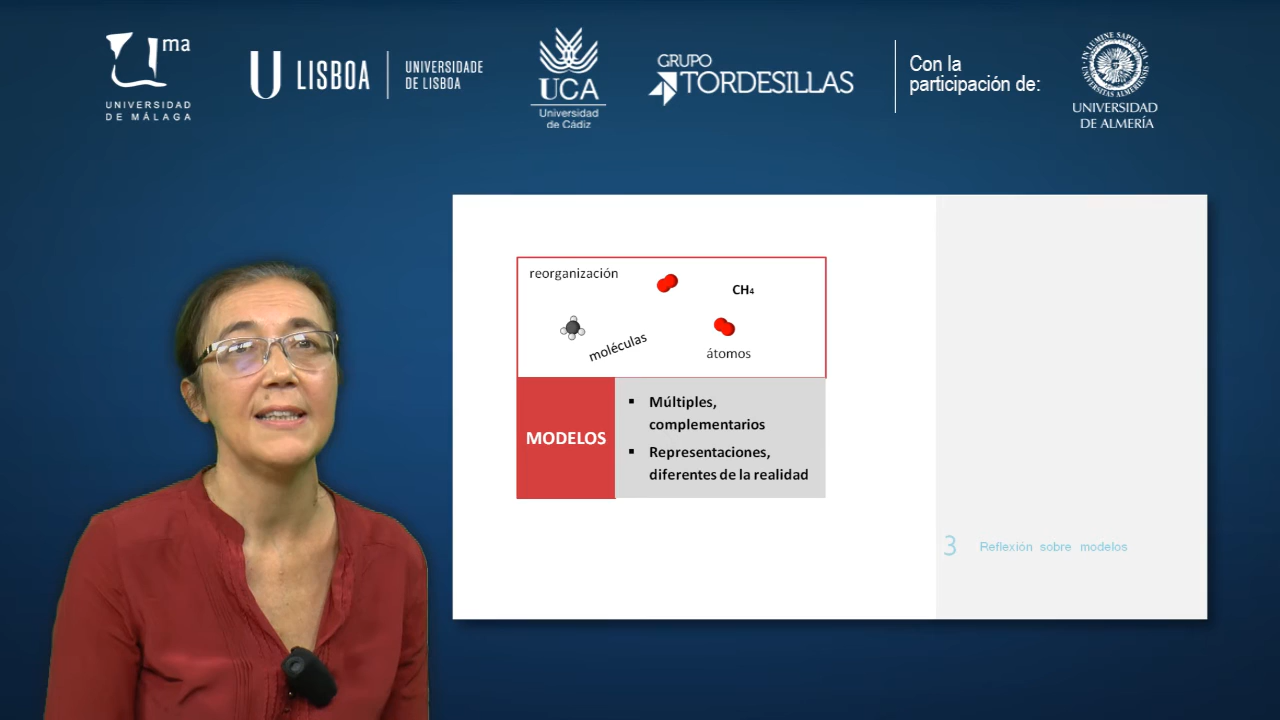 uma
UNIVERSIDAD
DE MÁLAGA
U LISBOA
UNIVERSIDADE
DE LISBOA
UCA
Universidad
de Cádiz
GRUPO
TORDESILLAS
Con la
participación de:
UNIVERSIDAD
DE ALMERÍA
reorganización
CH₄
moléculas
átomos
MODELOS
▪ Múltiples,
complementarios
▪ Representaciones,
diferentes de la realidad
3 Reflexión sobre modelos